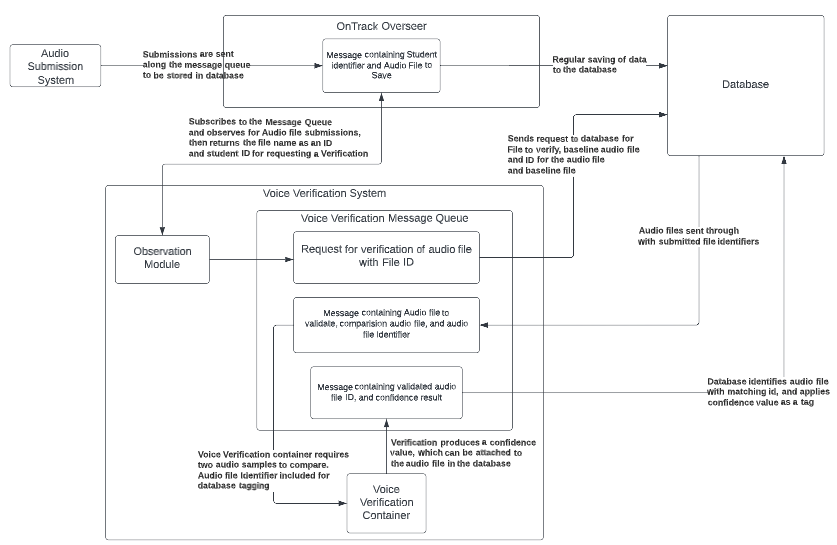 OnTrack Overseer
Audio
Submission
System
Submissions are sent
along the message queue
to be stored in database
Message containing Student
identifier and Audio File to
Save
Regular saving of data
to the database
Database
Subscribes to the Message Queue
and observes for Audio file submissions,
then returns the file name as an ID
and student ID for requesting a Verification
Sends request to database for
File to verify, baseline audio file
and ID for the audio file
and baseline file
Voice Verification System
Voice Verification Message Queue
Observation
Module
Request for verification of audio file
with File ID
Audio files sent through
with submitted file identifiers
Message containing Audio file to
validate, comparision audio file, and audio
file Identifier
Message containing validated audio
file ID, and confidence result
Database identifies audio file
with matching id, and applies
confidence value as a tag
Voice Verification container requires
two audio samples to compare.
Audio file Identifier included for
database tagging
Verification produces a confidence
value, which can be attached to
the audio file in the database
Voice
Verification
Container